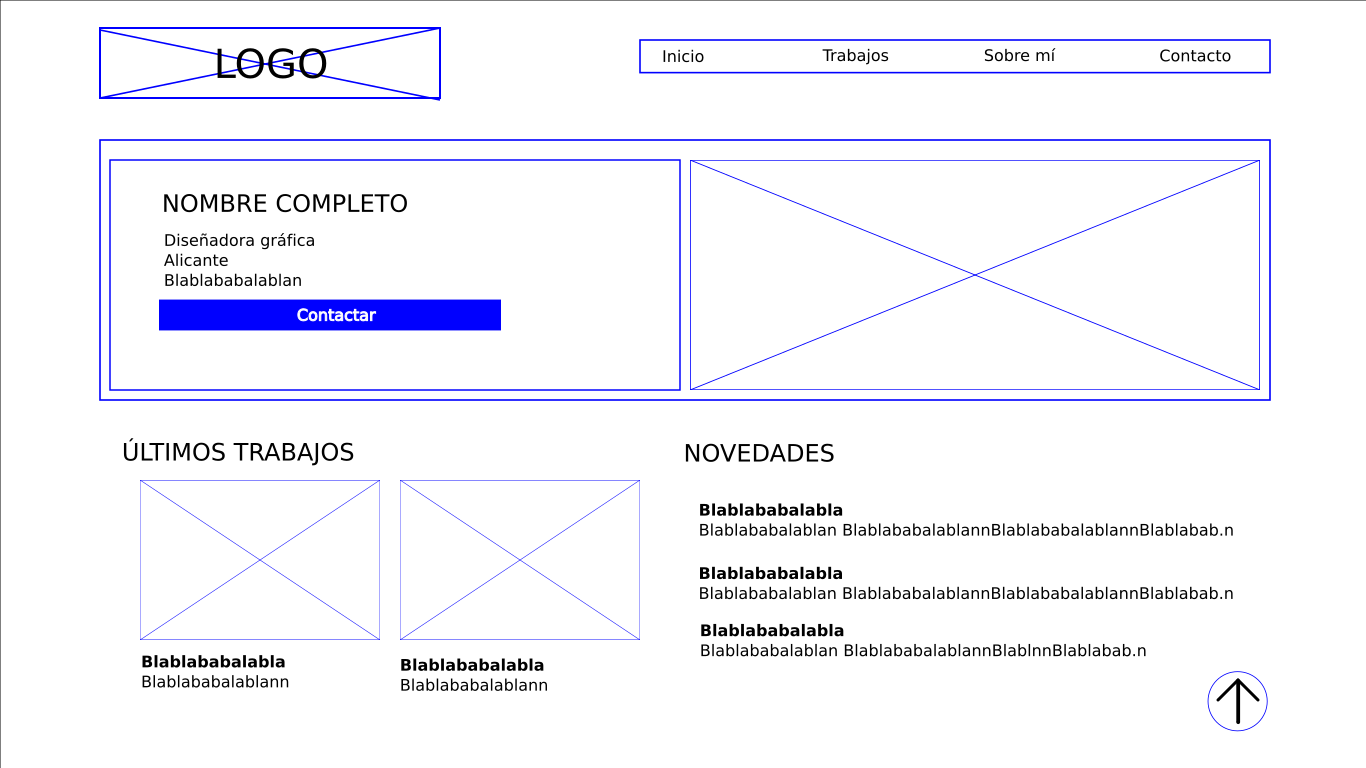 LOGO
Inicio
Trabajos
Sobre mí
Contacto
NOMBRE COMPLETO
Diseñadora gráfica
Alicante
Blablababalablan
Contactar
ÚLTIMOS TRABAJOS
Blablababalabla
Blablababalablann
Blablababalabla
Blablababalablann
NOVEDADES
Blablababalabla
Blablababalablan BlablababalablannBlablababalablannBlablabab.n
Blablababalabla
Blablababalablan BlablababalablannBlablababalablannBlablabab.n
Blablababalabla
Blablababalablan BlablababalablannBlablnnBlablabab.n